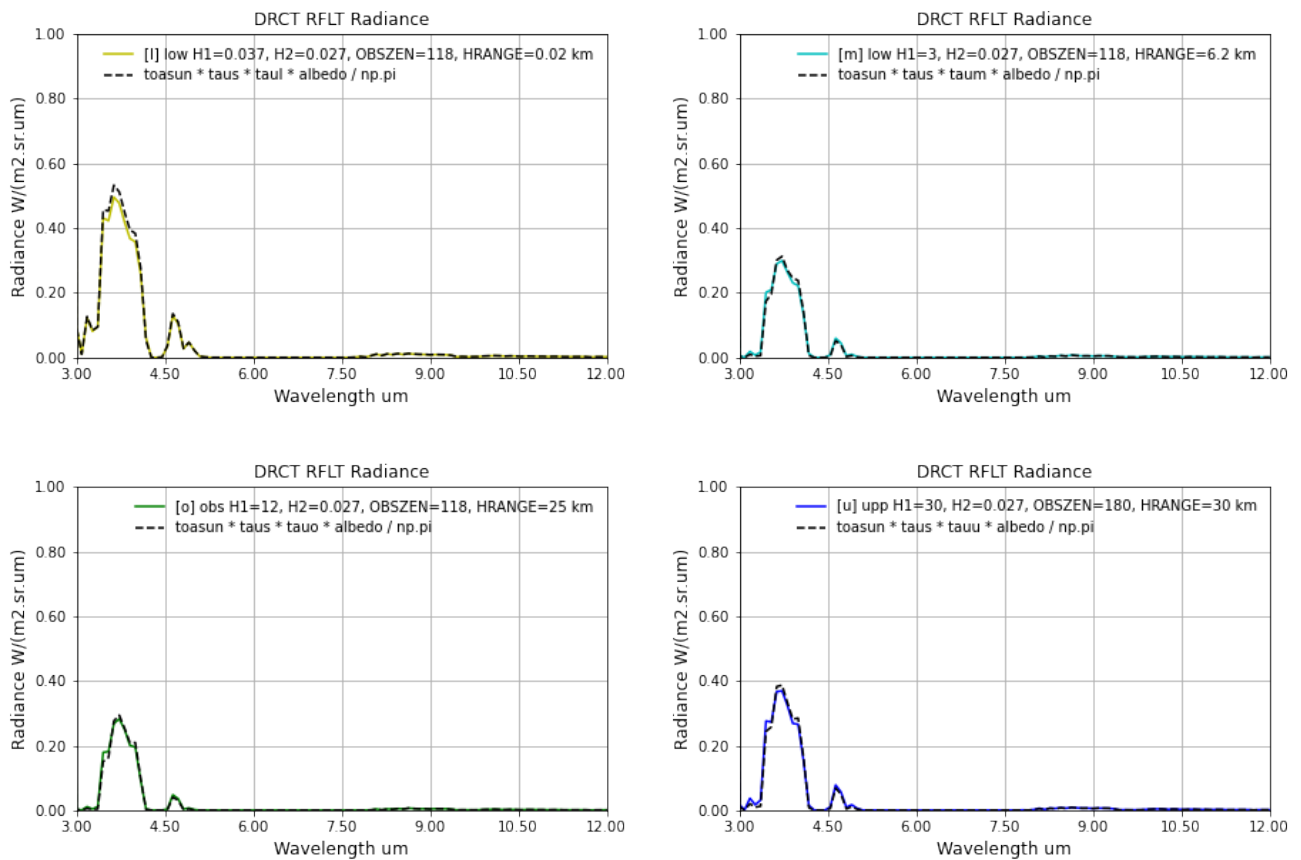 DRCT RFLT Radiance
1.00
[l] low H1=0.037, H2=0.027, OBSZEN=118, HRANGE=0.02 km
toasun * taus * taul * albedo / np.pi
0.80
0.60
0.40
0.20
0.00
Radiance W/(m2.sr.um)
3.00 4.50 6.00 7.50 9.00 10.50 12.00
Wavelength um
DRCT RFLT Radiance
1.00
[m] low H1=3, H2=0.027, OBSZEN=118, HRANGE=6.2 km
toasun * taus * taum * albedo / np.pi
0.80
0.60
0.40
0.20
0.00
Radiance W/(m2.sr.um)
3.00 4.50 6.00 7.50 9.00 10.50 12.00
Wavelength um
DRCT RFLT Radiance
1.00
[o] obs H1=12, H2=0.027, OBSZEN=118, HRANGE=25 km
toasun * taus * tauo * albedo / np.pi
0.80
0.60
0.40
0.20
0.00
Radiance W/(m2.sr.um)
3.00 4.50 6.00 7.50 9.00 10.50 12.00
Wavelength um
DRCT RFLT Radiance
1.00
[u] upp H1=30, H2=0.027, OBSZEN=180, HRANGE=30 km
toasun * taus * tauu * albedo / np.pi
0.80
0.60
0.40
0.20
0.00
Radiance W/(m2.sr.um)
3.00 4.50 6.00 7.50 9.00 10.50 12.00
Wavelength um